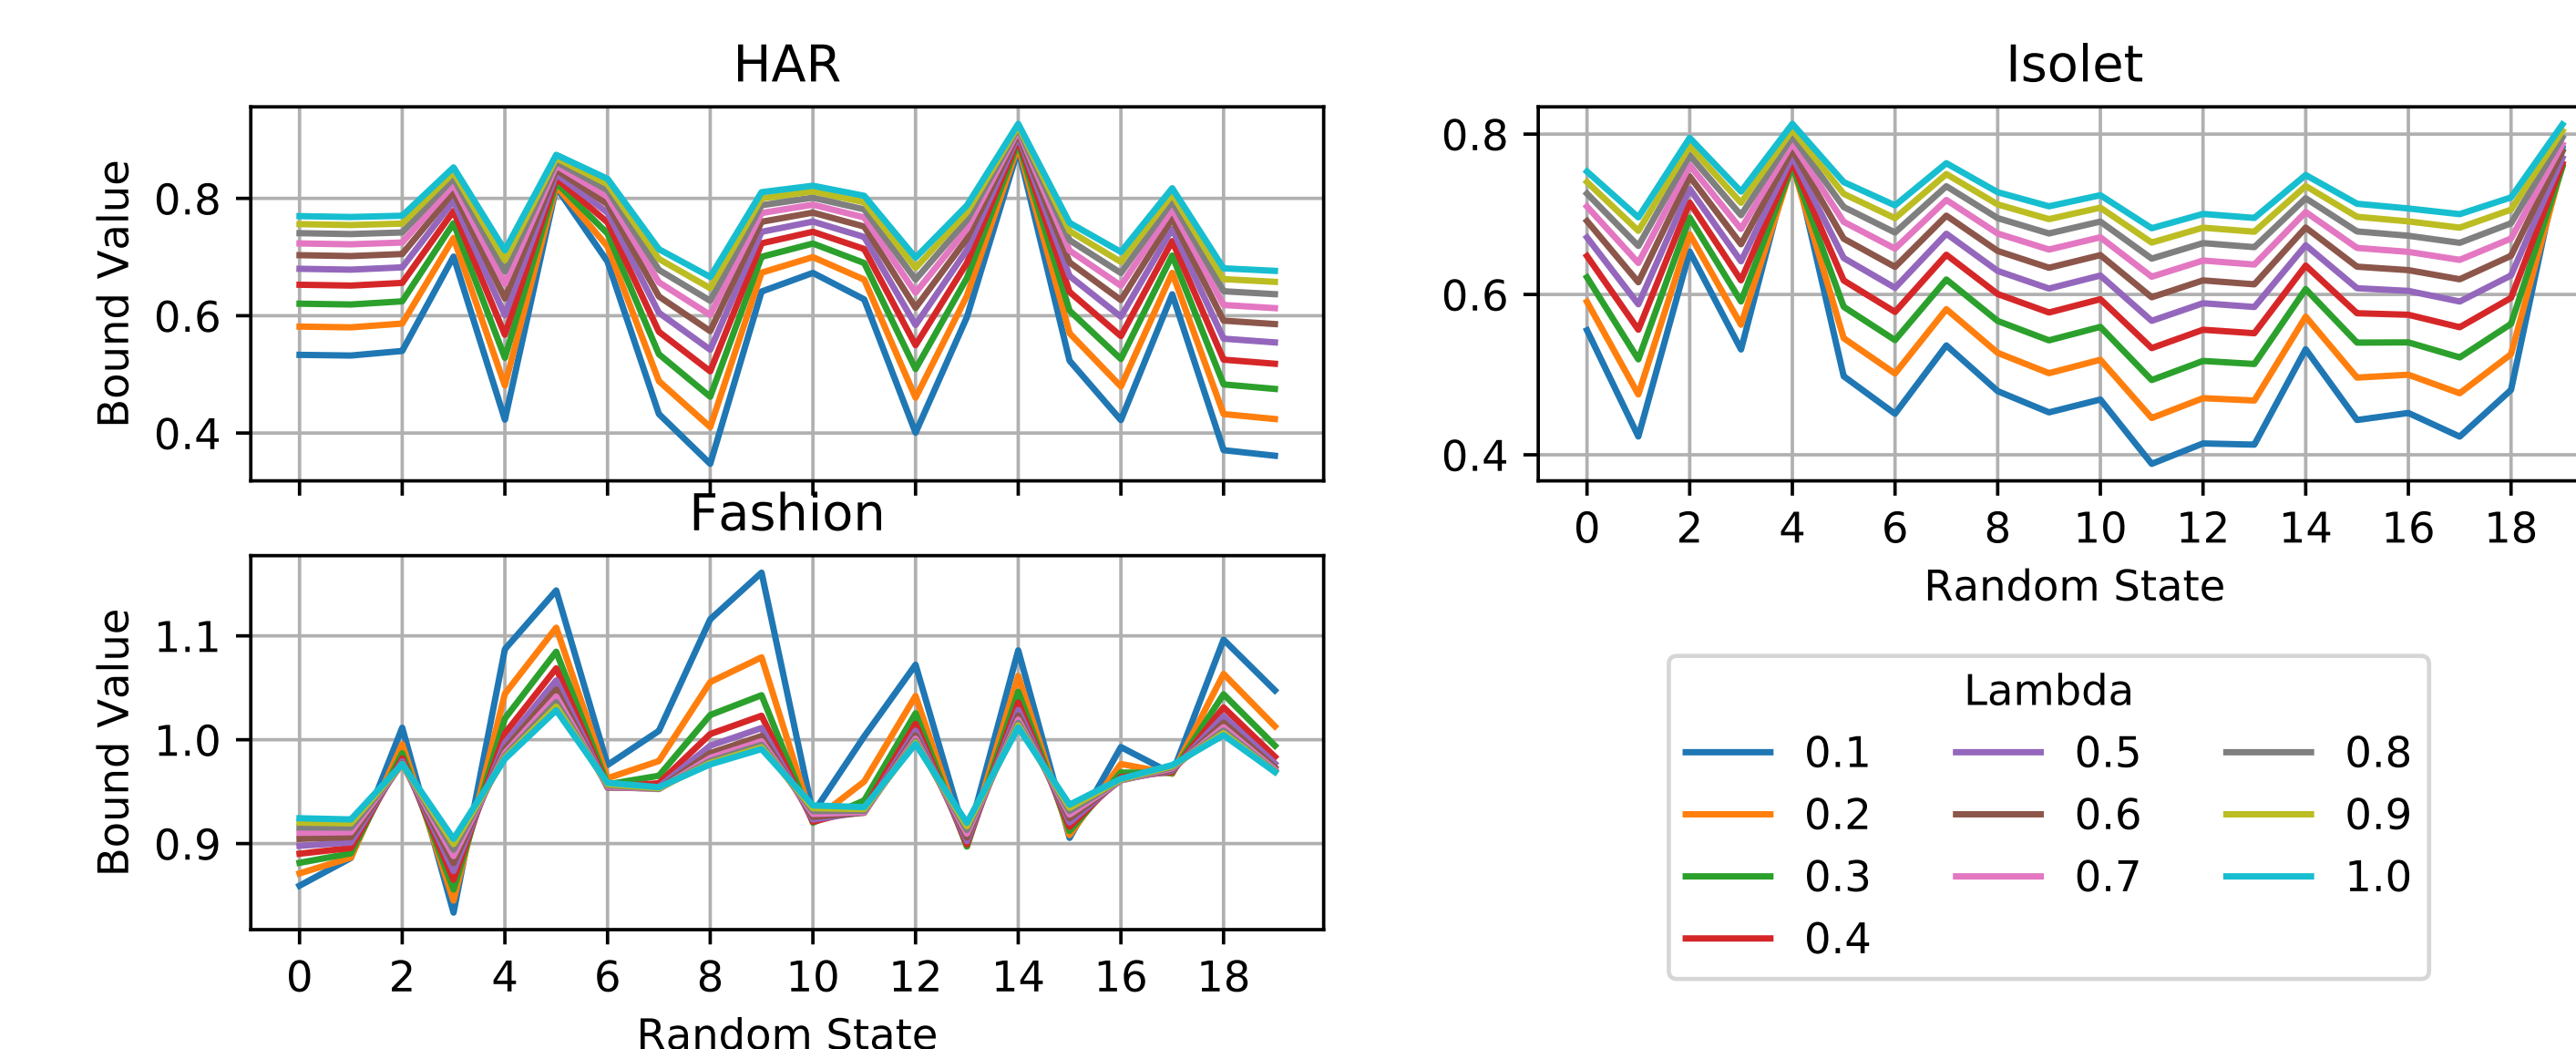 HAR
Bound Value
0.8
0.6
0.4
Isolet
0.8
0.6
0.4
0 2 4 6 8 10 12 14 16 18
Random State
Fashion
Bound Value
1.1
1.0
0.9
0 2 4 6 8 10 12 14 16 18
Random State
Lambda
0.1 0.5 0.8
0.2 0.6 0.9
0.3 0.7 1.0
0.4